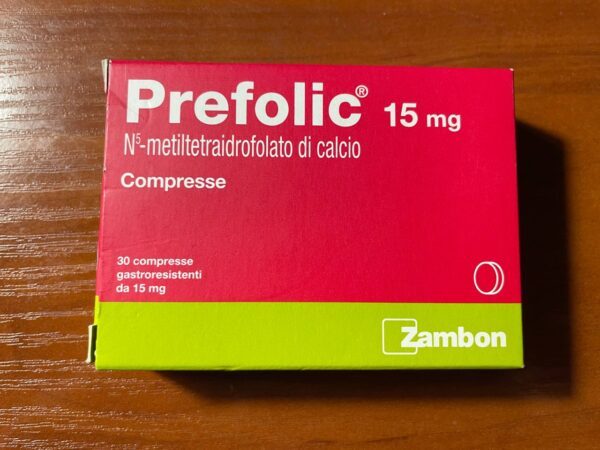 Prefolic® 15 mg
N⁵-metiltetraidrofolato di calcio
Compresse
30 compresse
gastroresistenti
da 15 mg
Zambon